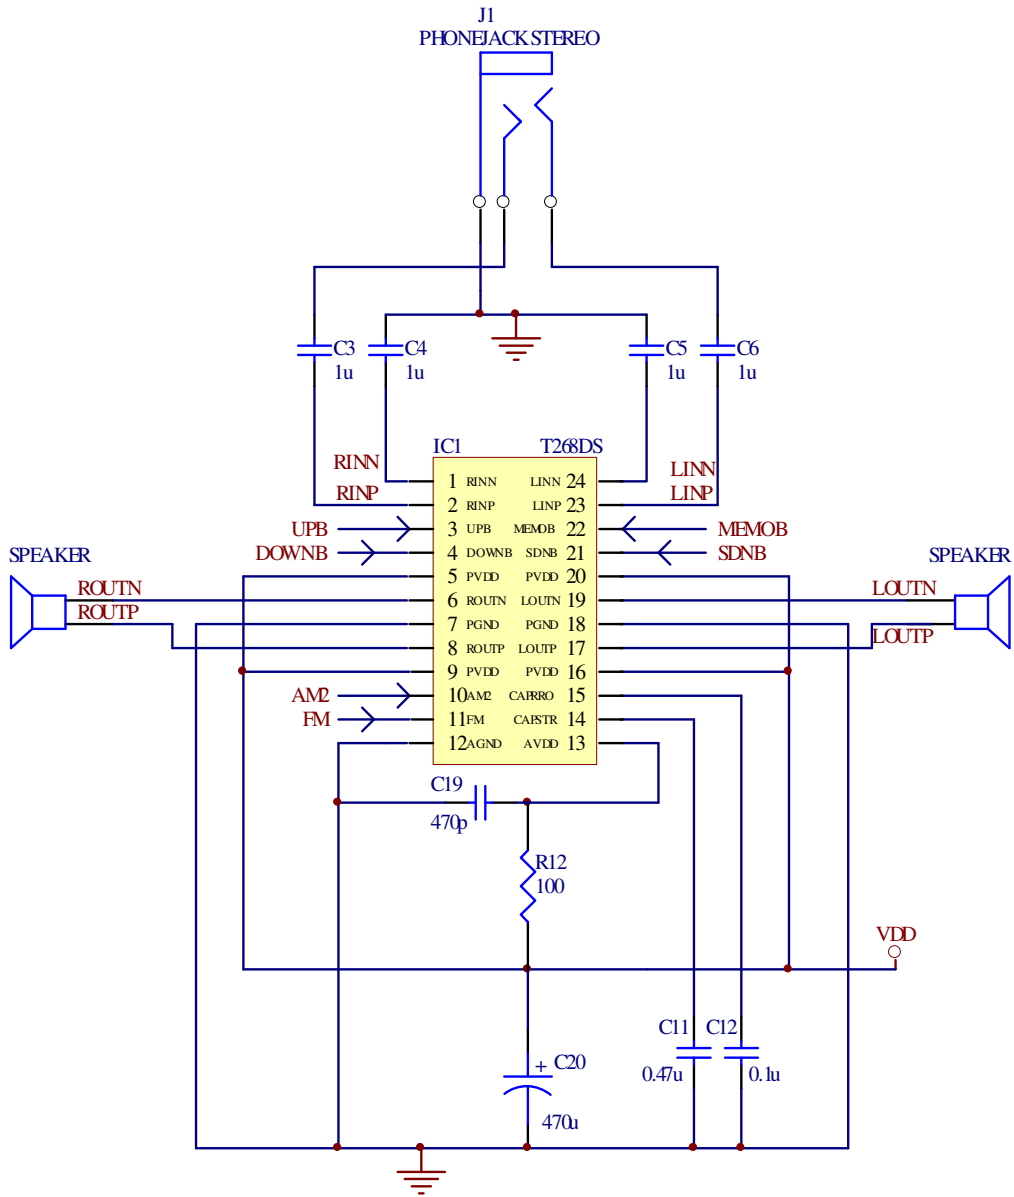 J1
PHONEJACK STEREO
C3
1u
C4
1u
C5
1u
C6
1u
IC1
T268DS
RINN
RINP
LINN
LINP
1 RINN LINN 24
2 RINP LINP 23
UPB 3 UPB MEMOB 22 MEMOB
DOWNB 4 DOWNB SDNB 21 SDNB
SPEAKER
SPEAKER
5 PVDD PVDD 20
ROUTN 6 ROUTN LOUTN 19 LOUTN
ROUTP 7 PGND PGND 18
8 ROUTP LOUTP 17 LOUTP
9 PVDD PVDD 16
AM2 10 AM2 CAPRRO 15
FM 11 FM CAPSTR 14
12 AGND AVDD 13
C19
470p
R12
100
VDD
C11
0.47u
C12
0.1u
+ C20
470u